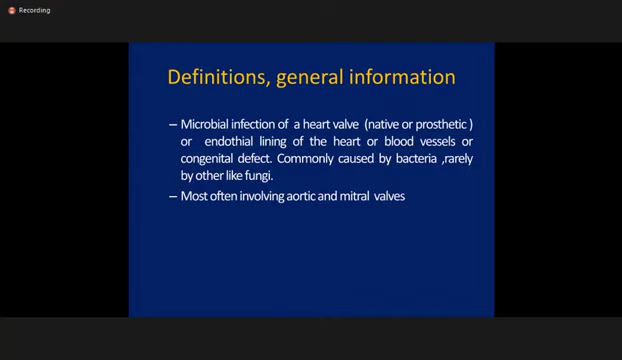 Recording
Definitions, general information
– Microbial infection of a heart valve (native or prosthetic )
or endothial lining of the heart or blood vessels or
congenital defect. Commonly caused by bacteria ,rarely
by other like fungi.
– Most often involving aortic and mitral valves